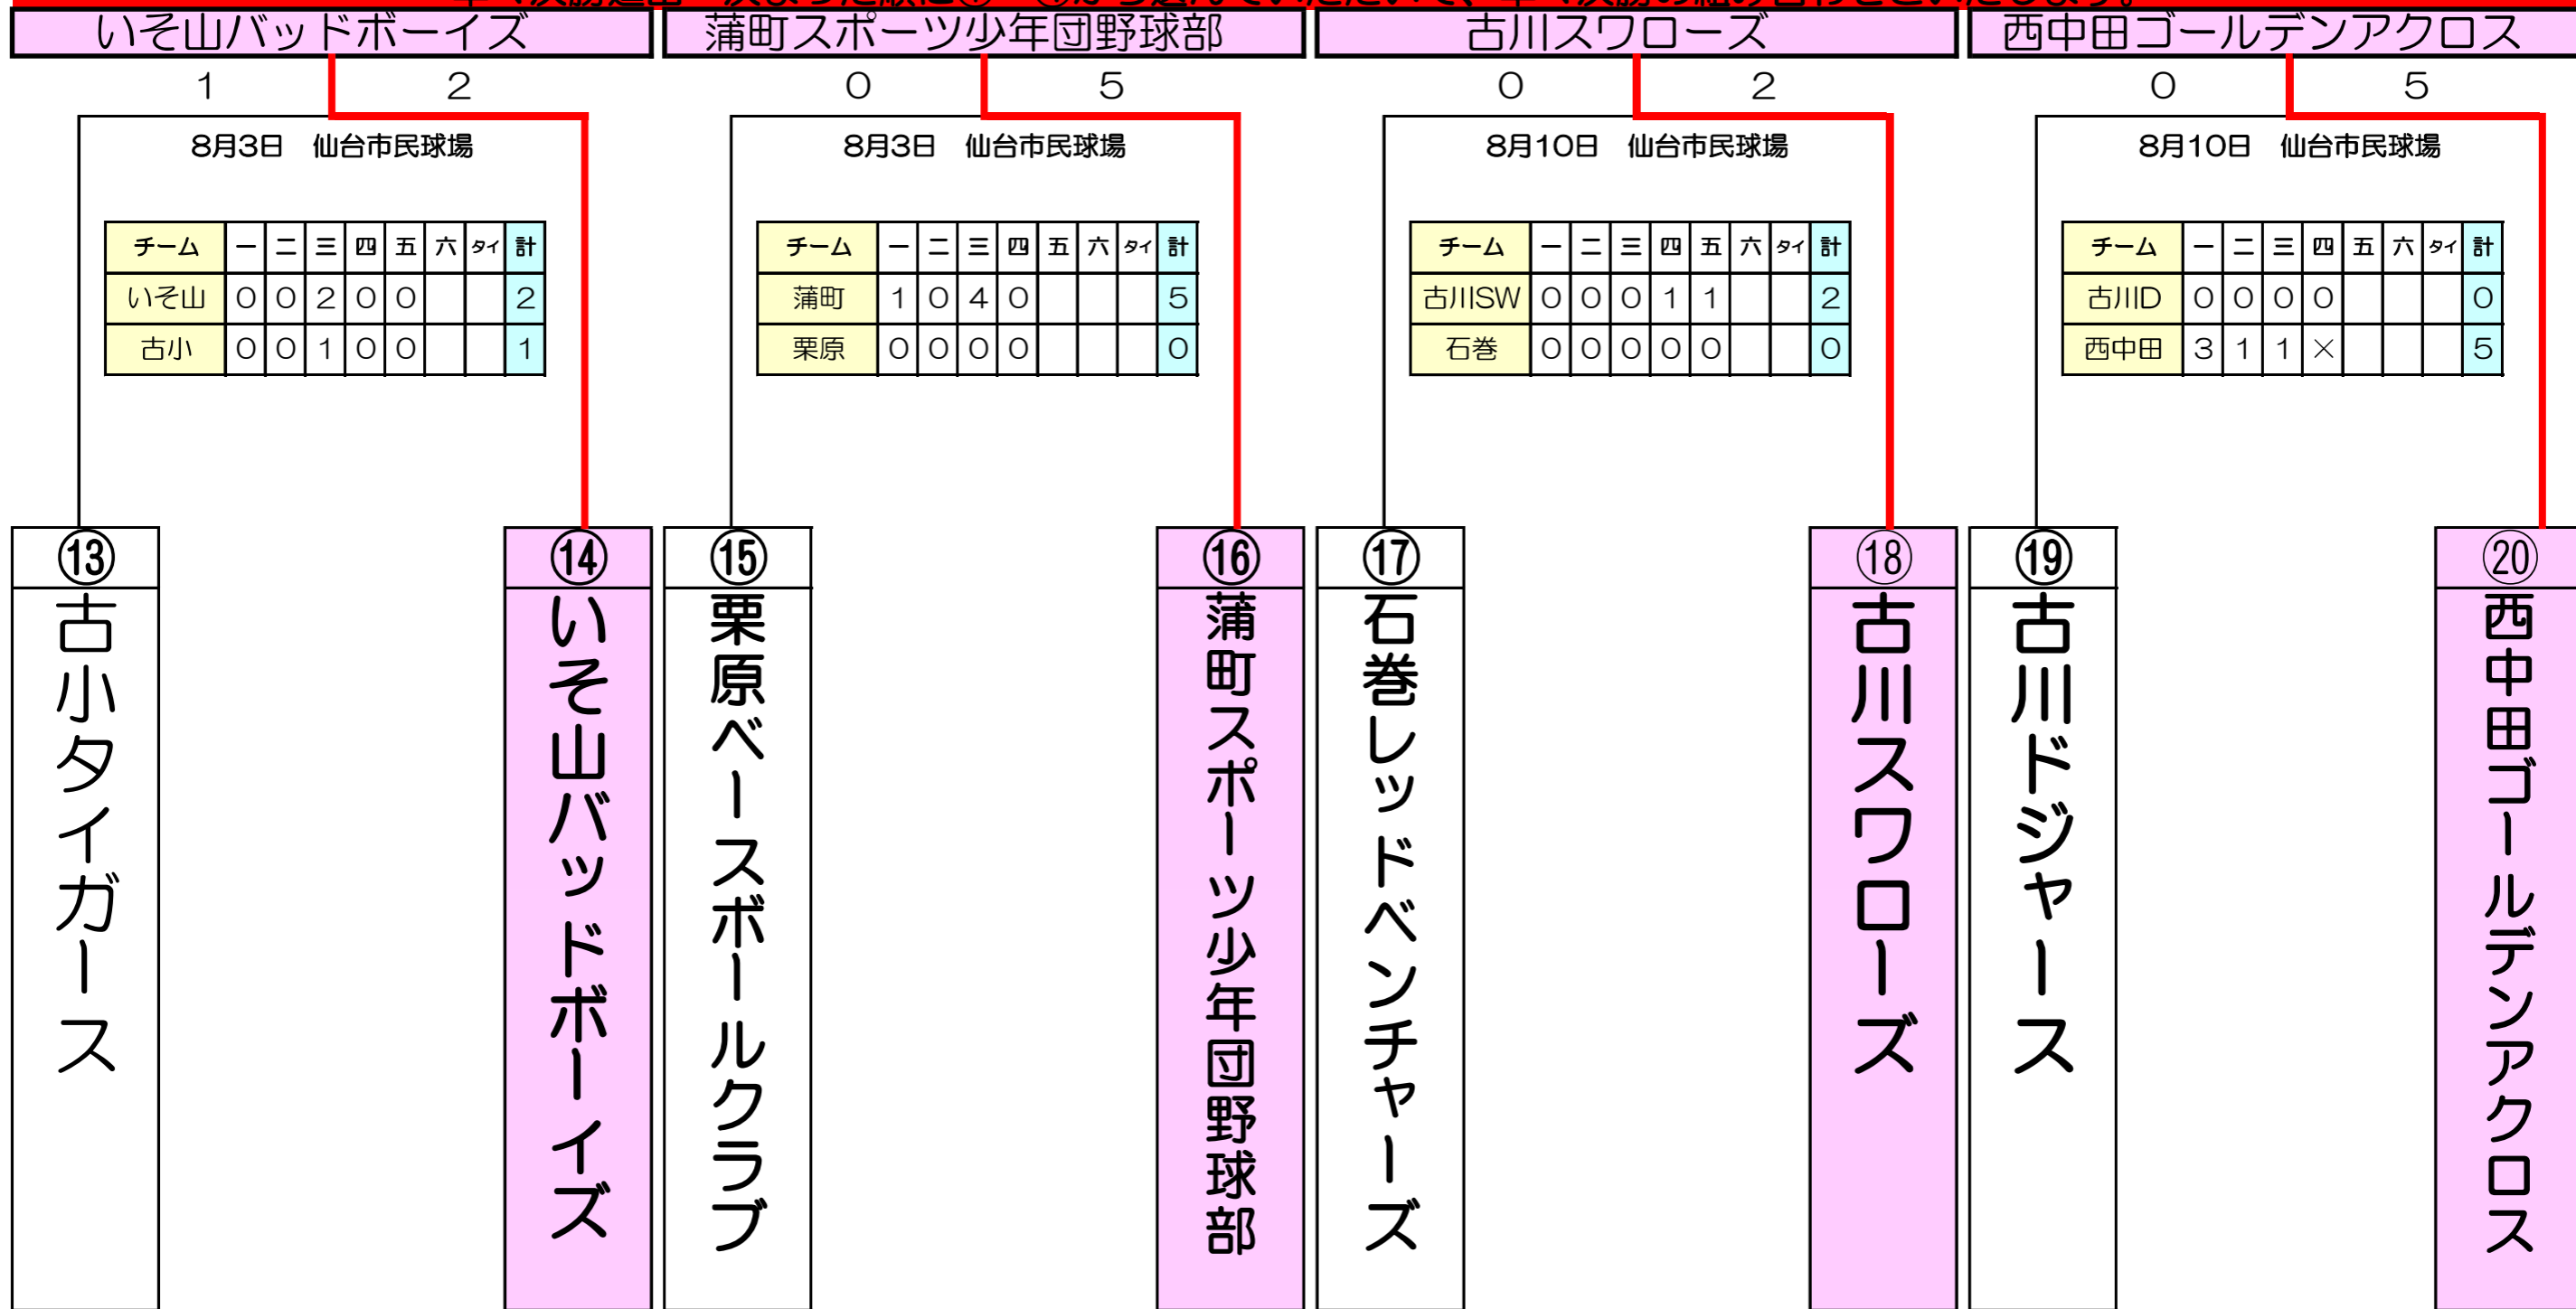 いそ山バッドボーイズ
蒲町スポーツ少年団野球部
古川スワローズ
西中田ゴールデンアクロス
1 2
0 5
0 2
0 5
8月3日 仙台市民球場
8月3日 仙台市民球場
8月10日 仙台市民球場
8月10日 仙台市民球場
チーム 一 二 三 四 五 六 タイ 計
いそ山 0 0 2 0 0 2
古小 0 0 1 0 0 1
チーム 一 二 三 四 五 六 タイ 計
蒲町 1 0 4 0 5
栗原 0 0 0 0 0
チーム 一 二 三 四 五 六 タイ 計
古川SW 0 0 0 1 1 2
石巻 0 0 0 0 0 0
チーム 一 二 三 四 五 六 タイ 計
古川D 0 0 0 0 0
西中田 3 1 1 × 5
⑬
古小タイガース
⑭
いそ山バッドボーイズ
⑮
栗原ベースボールクラブ
⑯
蒲町スポーツ少年団野球部
⑰
石巻レッドベンチャーズ
⑱
古川スワローズ
⑲
古川ドジャース
⑳
西中田ゴールデンアクロス